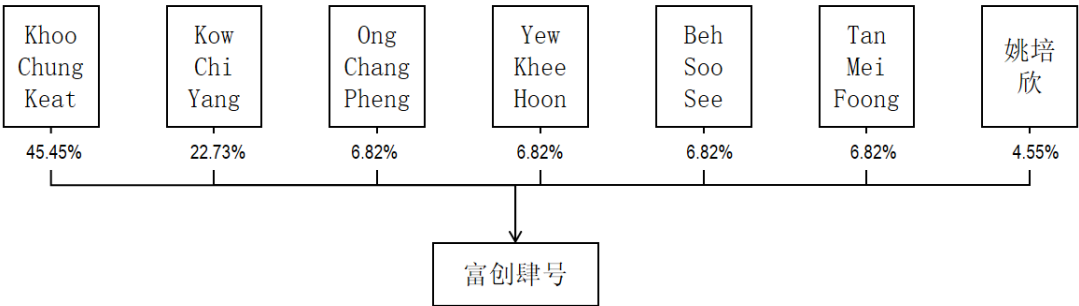 Khoo
Chung
Keat
Kow
Chi
Yang
Ong
Chang
Pheng
Yew
Khee
Hoon
Beh
Soo
See
Tan
Mei
Foong
姚培
欣
45.45%
22.73%
6.82%
6.82%
6.82%
6.82%
4.55%
富创肆号